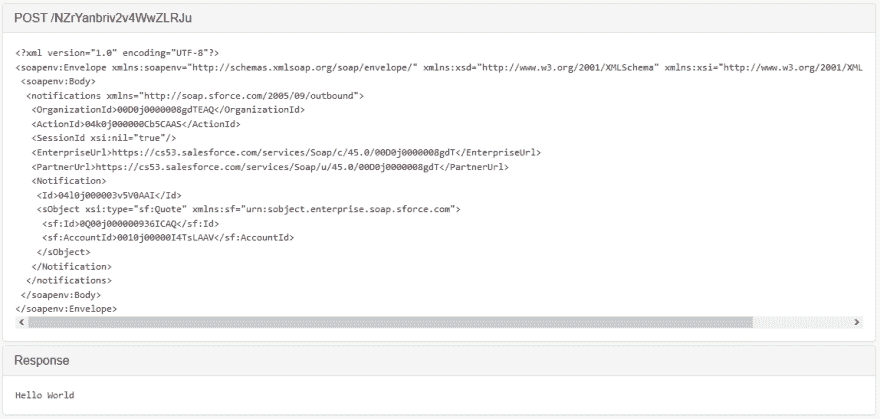 POST /NZrYanbriv2v4WwZLRJu
<?xml version="1.0" encoding="UTF-8"?>
<soapenv:Envelope xmlns:soapenv="http://schemas.xmlsoap.org/soap/envelope/" xmlns:xsd="http://www.w3.org/2001/XMLSchema" xmlns:xsi="http://www.w3.org/2001/XML
<soapenv:Body>
<notifications xmlns="http://soap.sforce.com/2005/09/outbound">
<OrganizationId>00D0j0000008gdTEAQ</OrganizationId>
<ActionId>04k0j000000Cb5CAAS</ActionId>
<SessionId xsi:nil="true"/>
<EnterpriseUrl>https://cs53.salesforce.com/services/Soap/c/45.0/00D0j0000008gdT</EnterpriseUrl>
<PartnerUrl>https://cs53.salesforce.com/services/Soap/u/45.0/00D0j0000008gdT</PartnerUrl>
<Notification>
<Id>04l0j000003v5V0AAI</Id>
<sObject xsi:type="sf:Quote" xmlns:sf="urn:sobject.enterprise.soap.sforce.com">
<sf:Id>0Q00j000000936ICAQ</sf:Id>
<sf:AccountId>0010j00000I4TsLAAV</sf:AccountId>
</sObject>
</Notification>
</notifications>
</soapenv:Body>
</soapenv:Envelope>
Response
Hello World